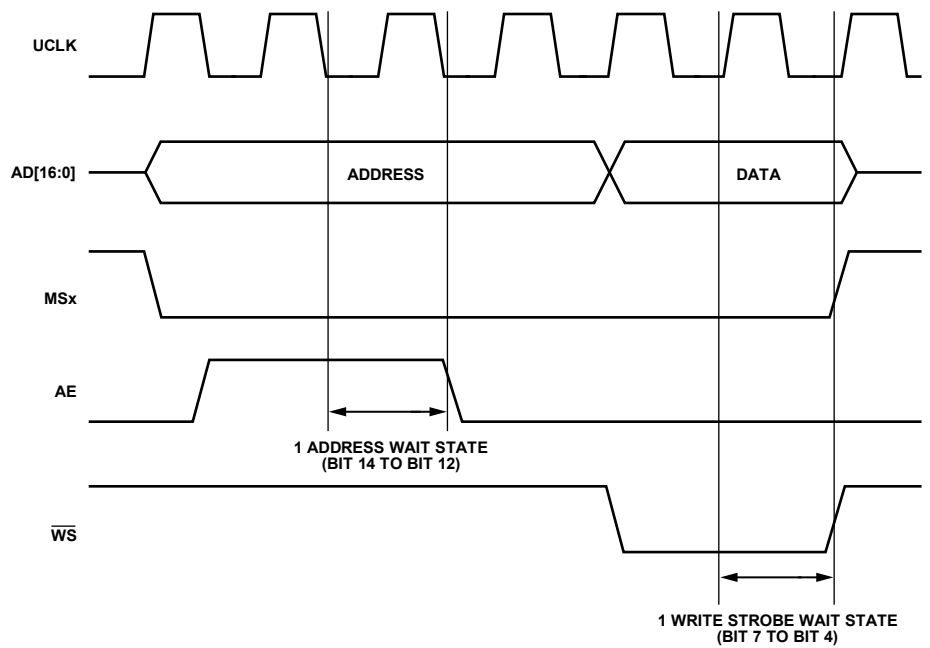 UCLK
AD[16:0]
ADDRESS
DATA
MSx
AE
1 ADDRESS WAIT STATE
(BIT 14 TO BIT 12)
WS
1 WRITE STROBE WAIT STATE
(BIT 7 TO BIT 4)